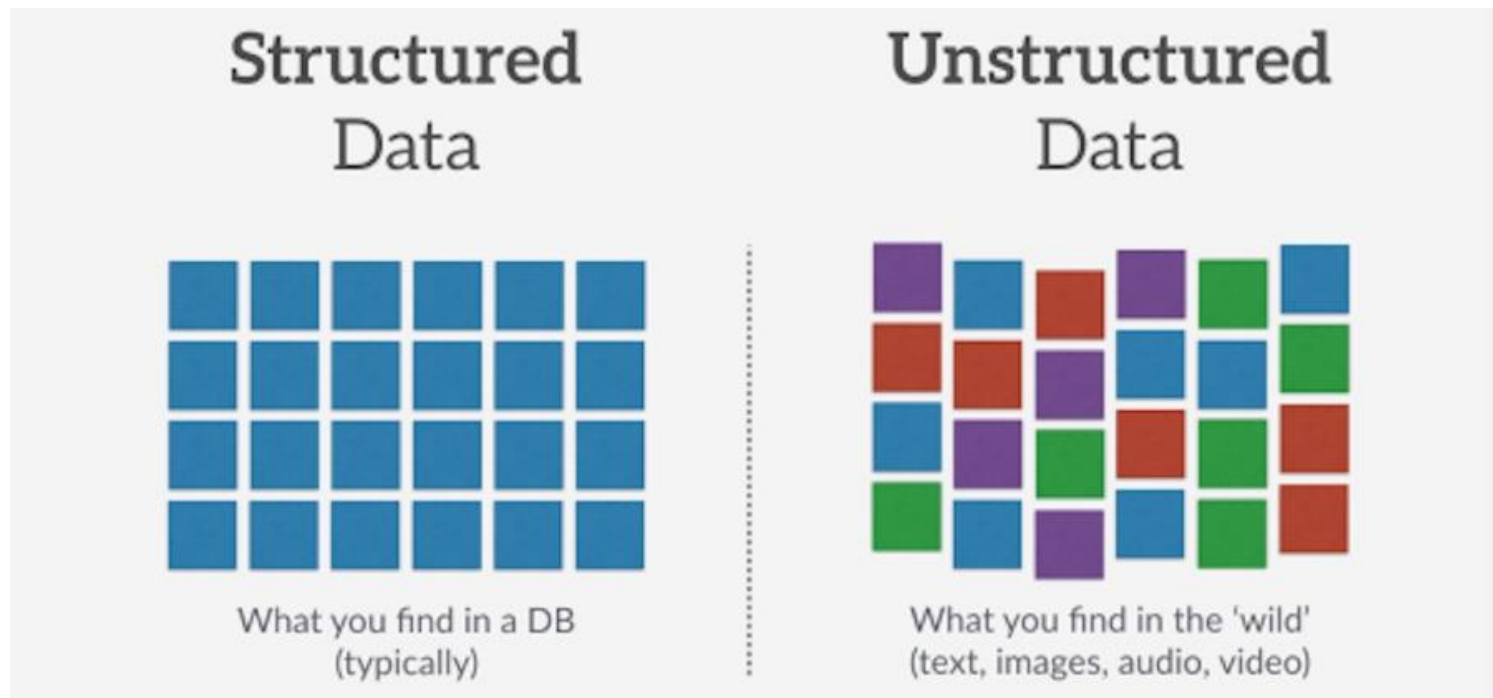 Structured
Data
What you find in a DB
(typically)
Unstructured
Data
What you find in the ‘wild’
(text, images, audio, video)